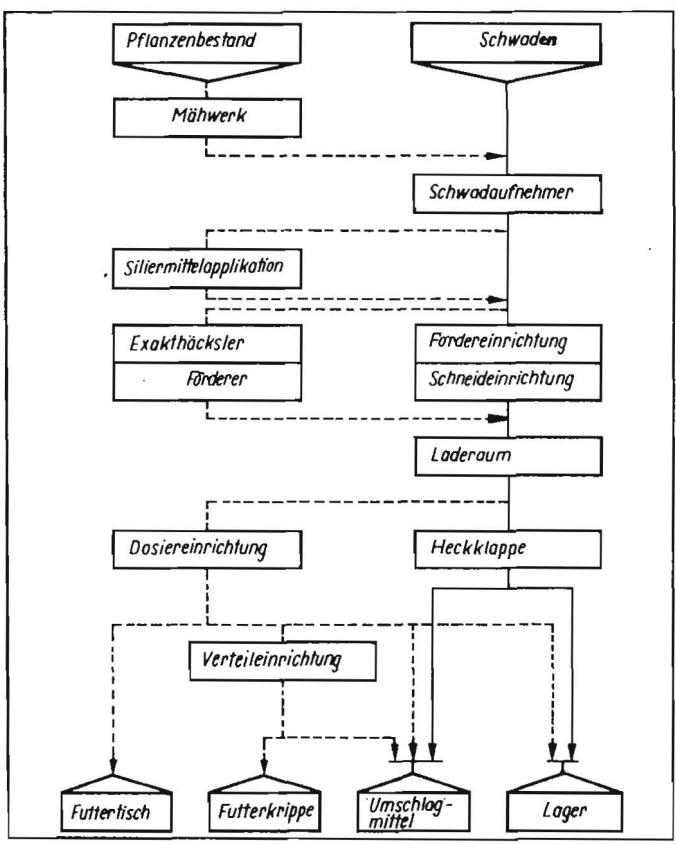 Pflanzenbestand
Schwaden
Mähwerk
Schwadaufnehmer
Siliermittelapplikation
Exakthäcksler
Fördereinrichtung
Förderer
Schneideinrichtung
Laderaum
Dosiereinrichtung
Heckklappe
Verteileinrichtung
Futtertisch
Futterkrippe
Umschlag-
mittel
Lager